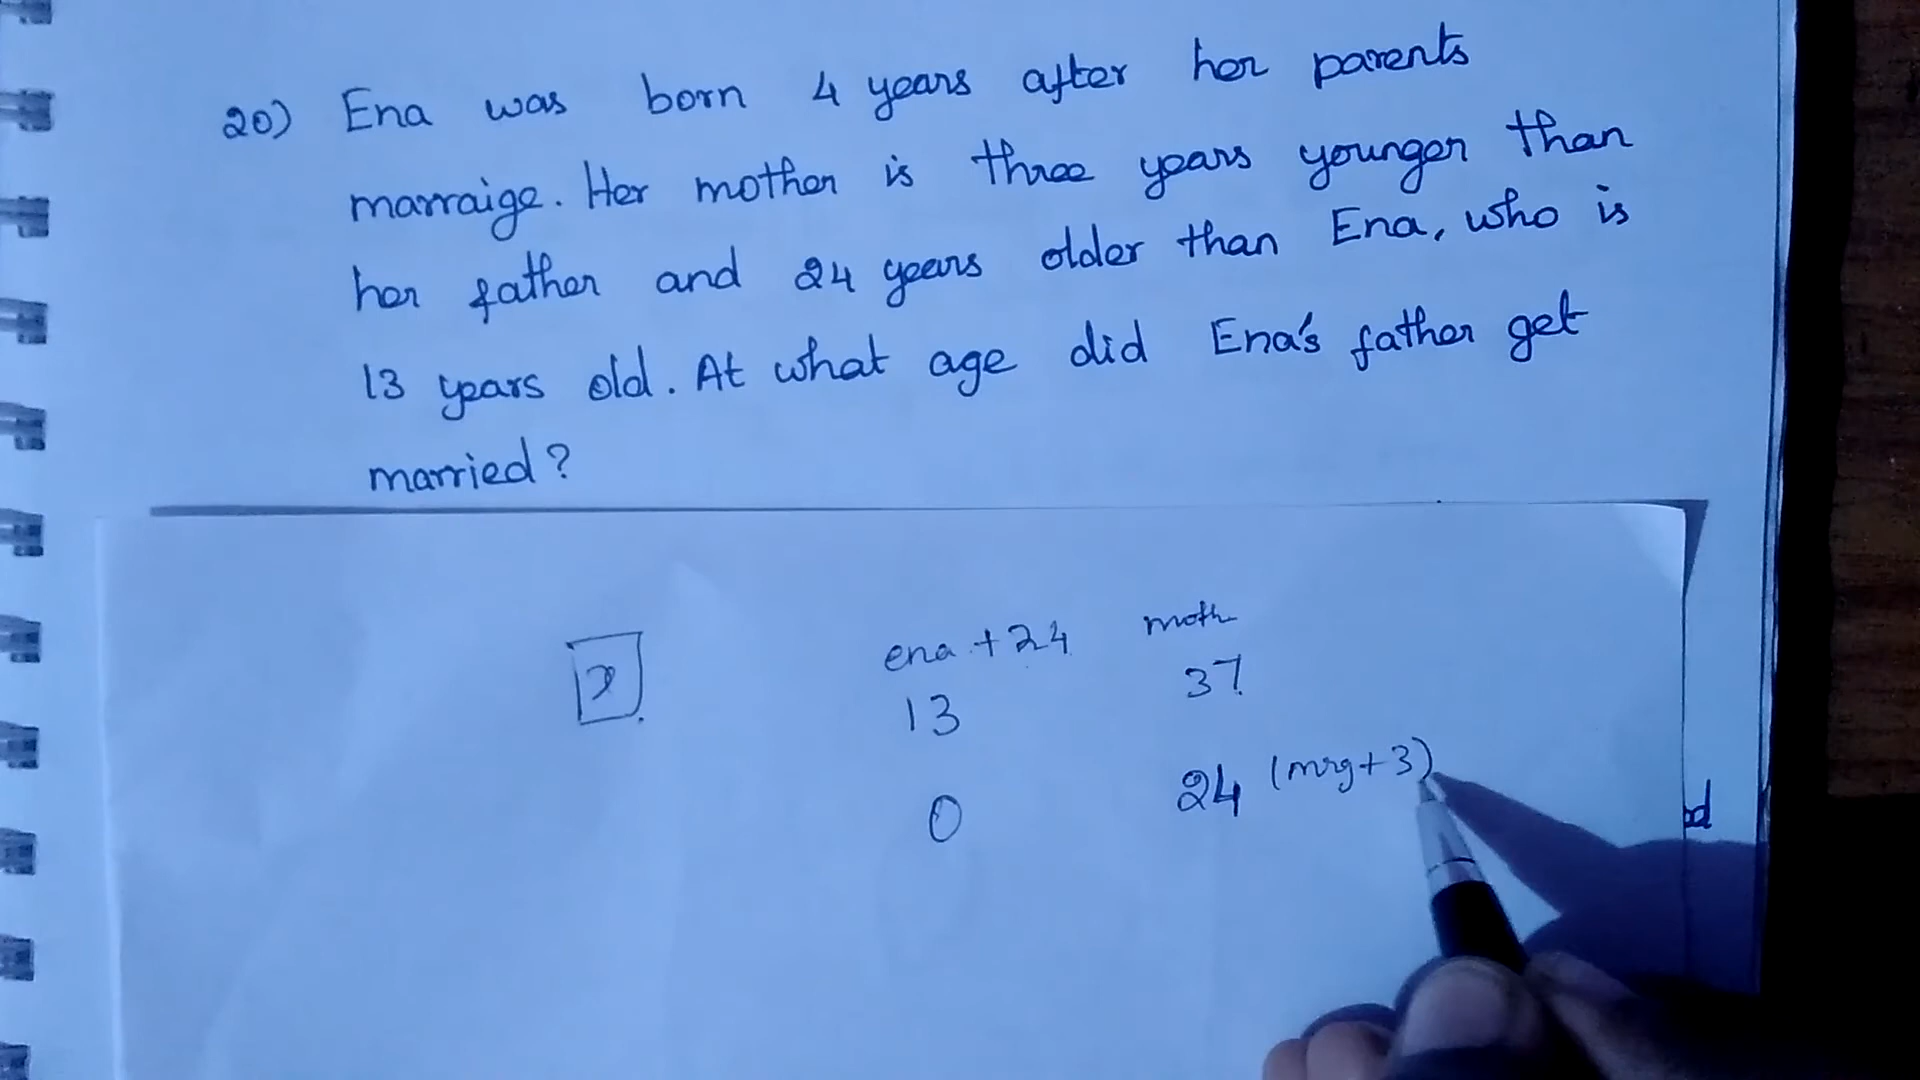 20) Ena was born 4 years after her parents
marraige. Her mother is three years younger than
her father and 24 years older than Ena, who is
13 years old. At what age did Ena's father get
married?
ena + 24 moth
13 37
0 24 (mrg+3)